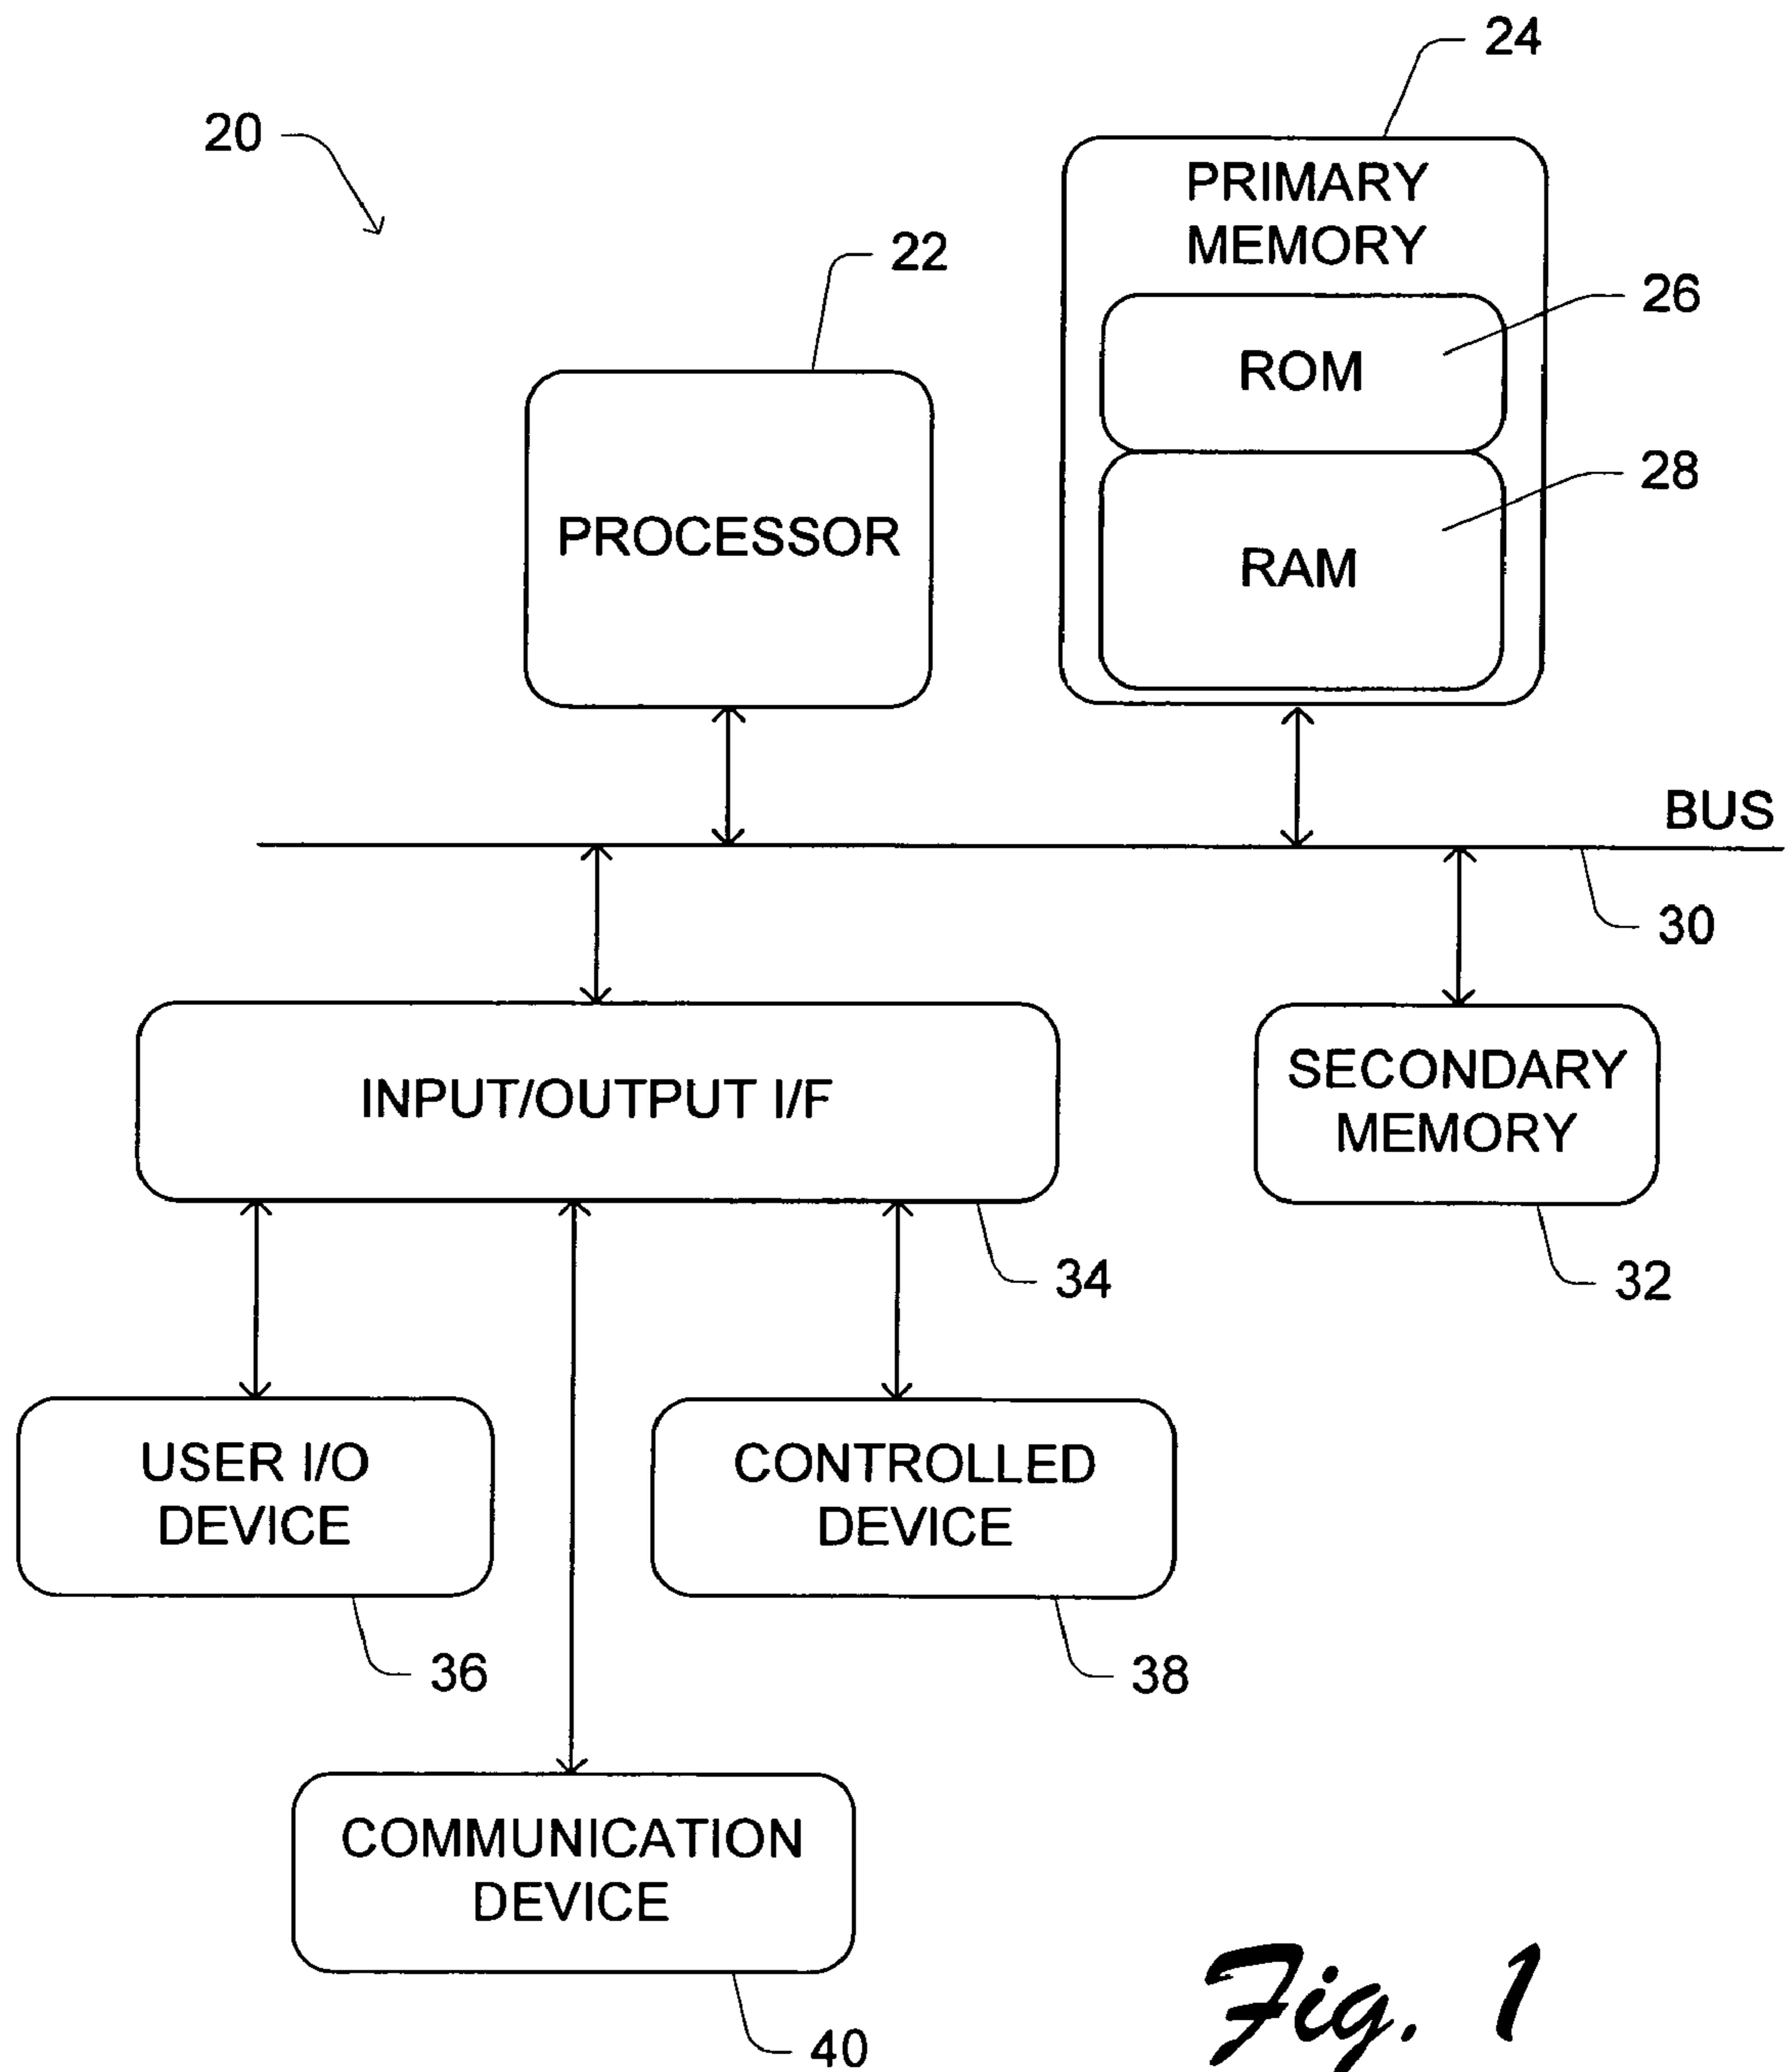 24
20
PRIMARY
MEMORY
22
26
ROM
28
PROCESSOR
RAM
BUS
30
INPUT/OUTPUT I/F
SECONDARY
MEMORY
34
32
USER I/O
DEVICE
CONTROLLED
DEVICE
36
38
COMMUNICATION
DEVICE
40
Fig. 1